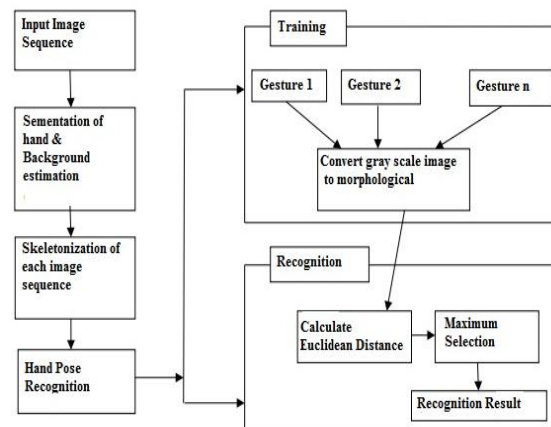 Input Image
Sequence
Sementation of
hand &
Background
estimation
Skeletonization of
each image
sequence
Hand Pose
Recognition
Training
Gesture 1
Gesture 2
Gesture n
Convert gray scale image
to morphological
Recognition
Calculate
Euclidean Distance
Maximum
Selection
Recognition Result